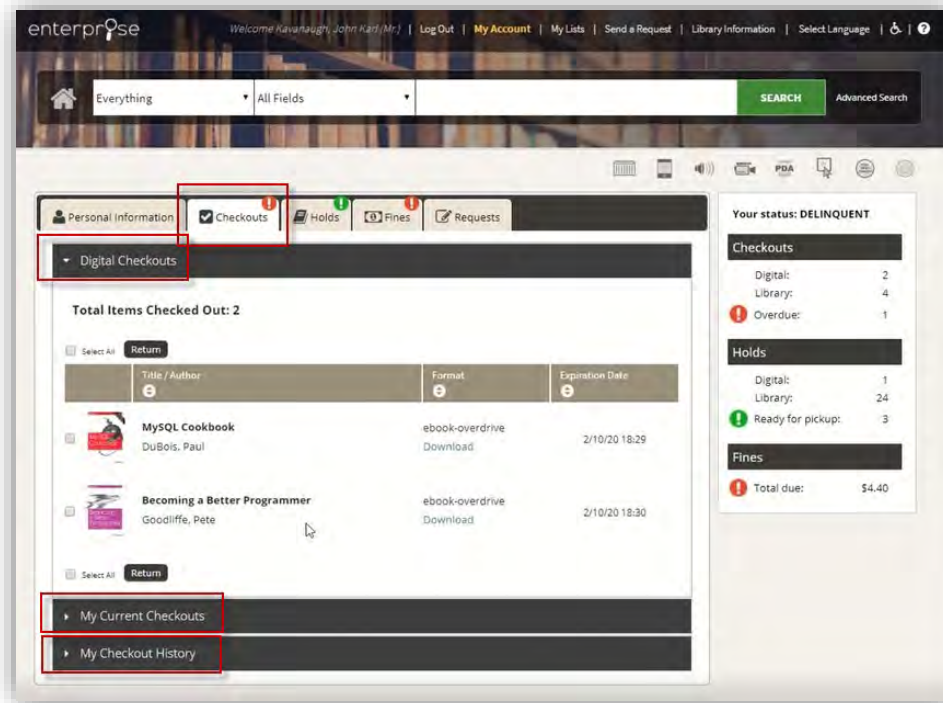 enterprise
Welcome Kavanaugh, John Karl (Mr.) | Log Out | My Account | My Lists | Send a Request | Library Information | Select Language
Everything All Fields SEARCH Advanced Search
PDA
Personal Information Checkouts Holds Fines Requests
Digital Checkouts
Total Items Checked Out: 2
Select All Return
Title / Author Format Expiration Date
MySQL Cookbook ebook-overdrive
DuBois, Paul Download 2/10/20 18:29
Becoming a Better Programmer ebook-overdrive
Goodliffe, Pete Download 2/10/20 18:30
Select All Return
My Current Checkouts
My Checkout History
Your status: DELINQUENT
Checkouts
Digital: 2
Library: 4
Overdue: 1
Holds
Digital: 1
Library: 24
Ready for pickup: 3
Fines
Total due: $4.40